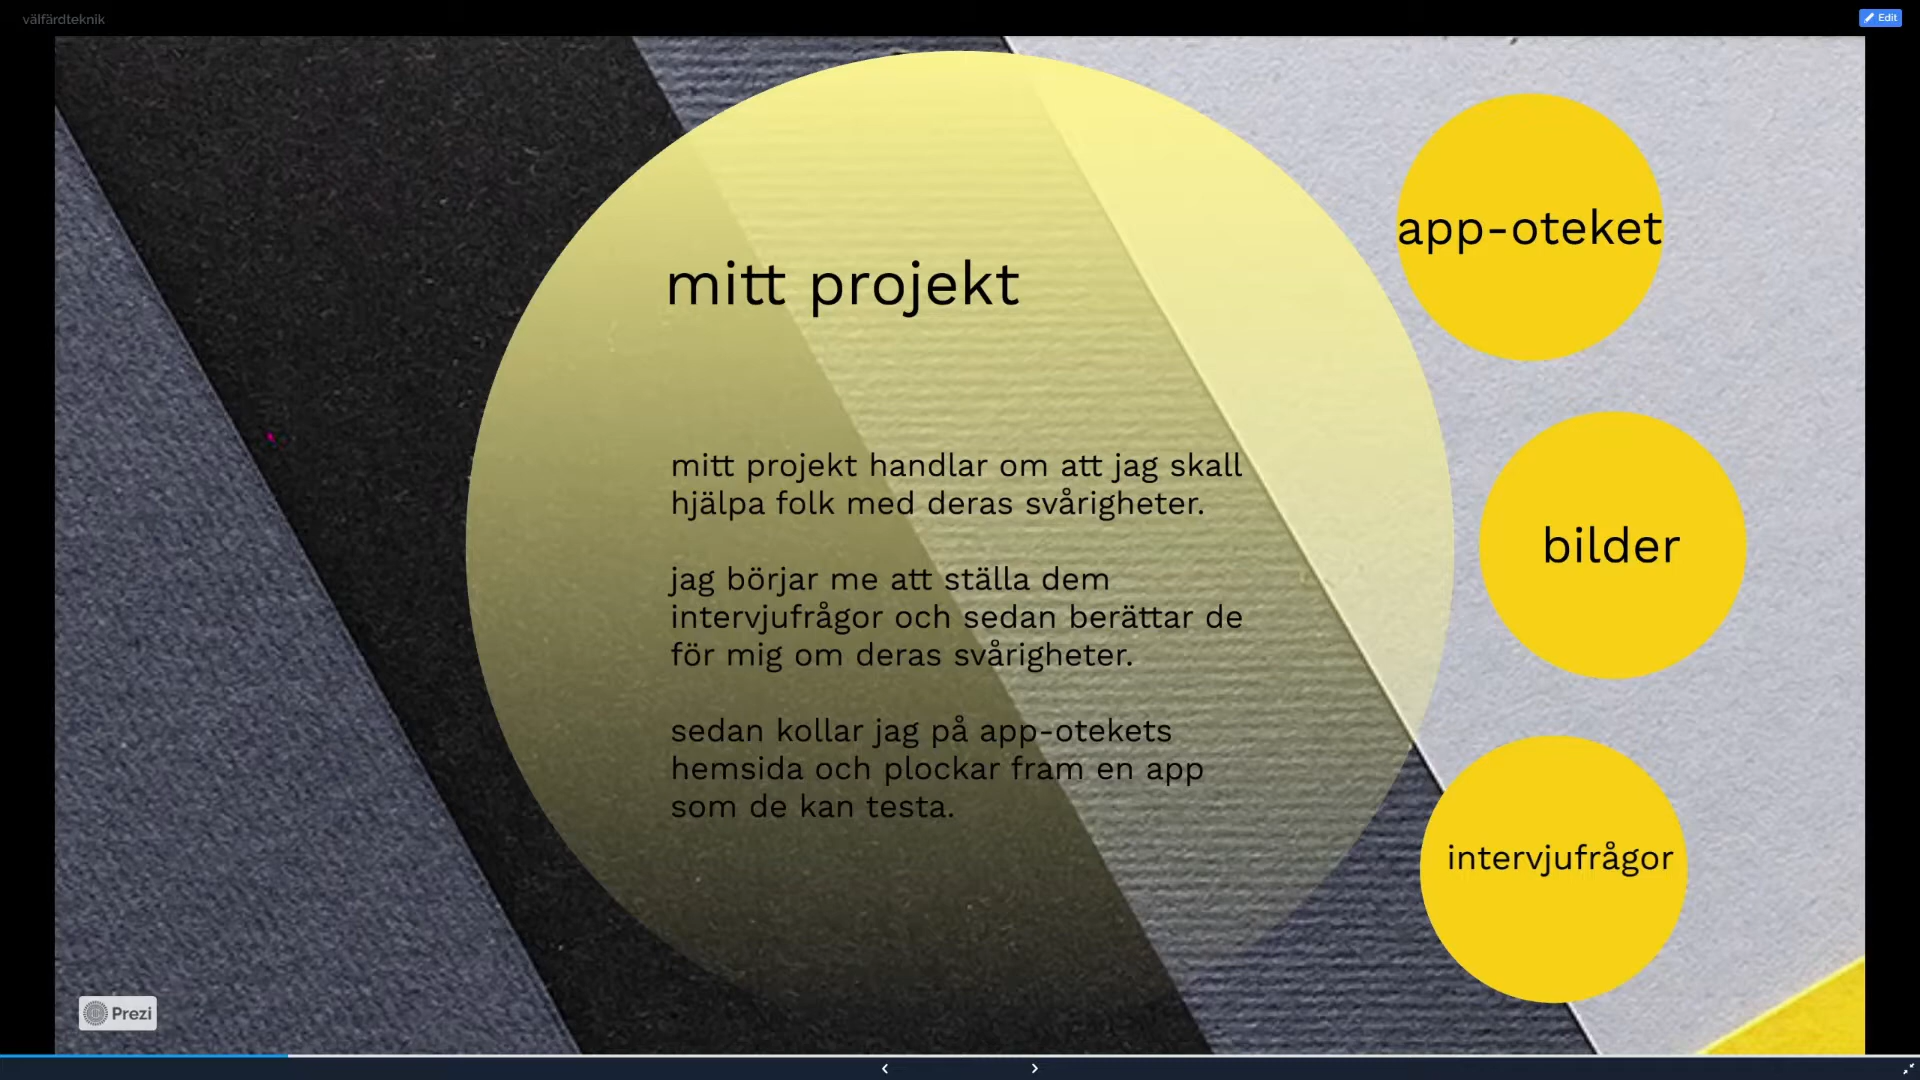 välfärdteknik
Edit
mitt projekt
mitt projekt handlar om att jag skall
hjälpa folk med deras svårigheter.
jag börjar me att ställa dem
intervjufrågor och sedan berättar de
för mig om deras svårigheter.
sedan kollar jag på app-otekets
hemsida och plockar fram en app
som de kan testa.
app-oteket
bilder
intervjufrågor
Prezi